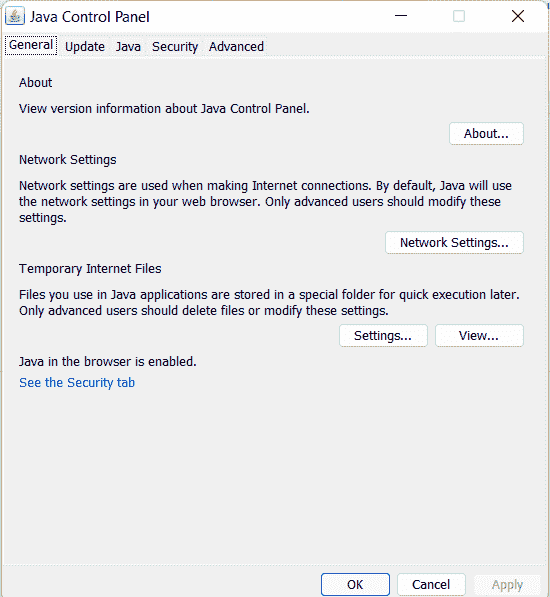 Java Control Panel
General Update Java Security Advanced
About
View version information about Java Control Panel.
About...
Network Settings
Network settings are used when making Internet connections. By default, Java will use
the network settings in your web browser. Only advanced users should modify these
settings.
Network Settings...
Temporary Internet Files
Files you use in Java applications are stored in a special folder for quick execution later.
Only advanced users should delete files or modify these settings.
Settings... View...
Java in the browser is enabled.
See the Security tab
OK Cancel Apply